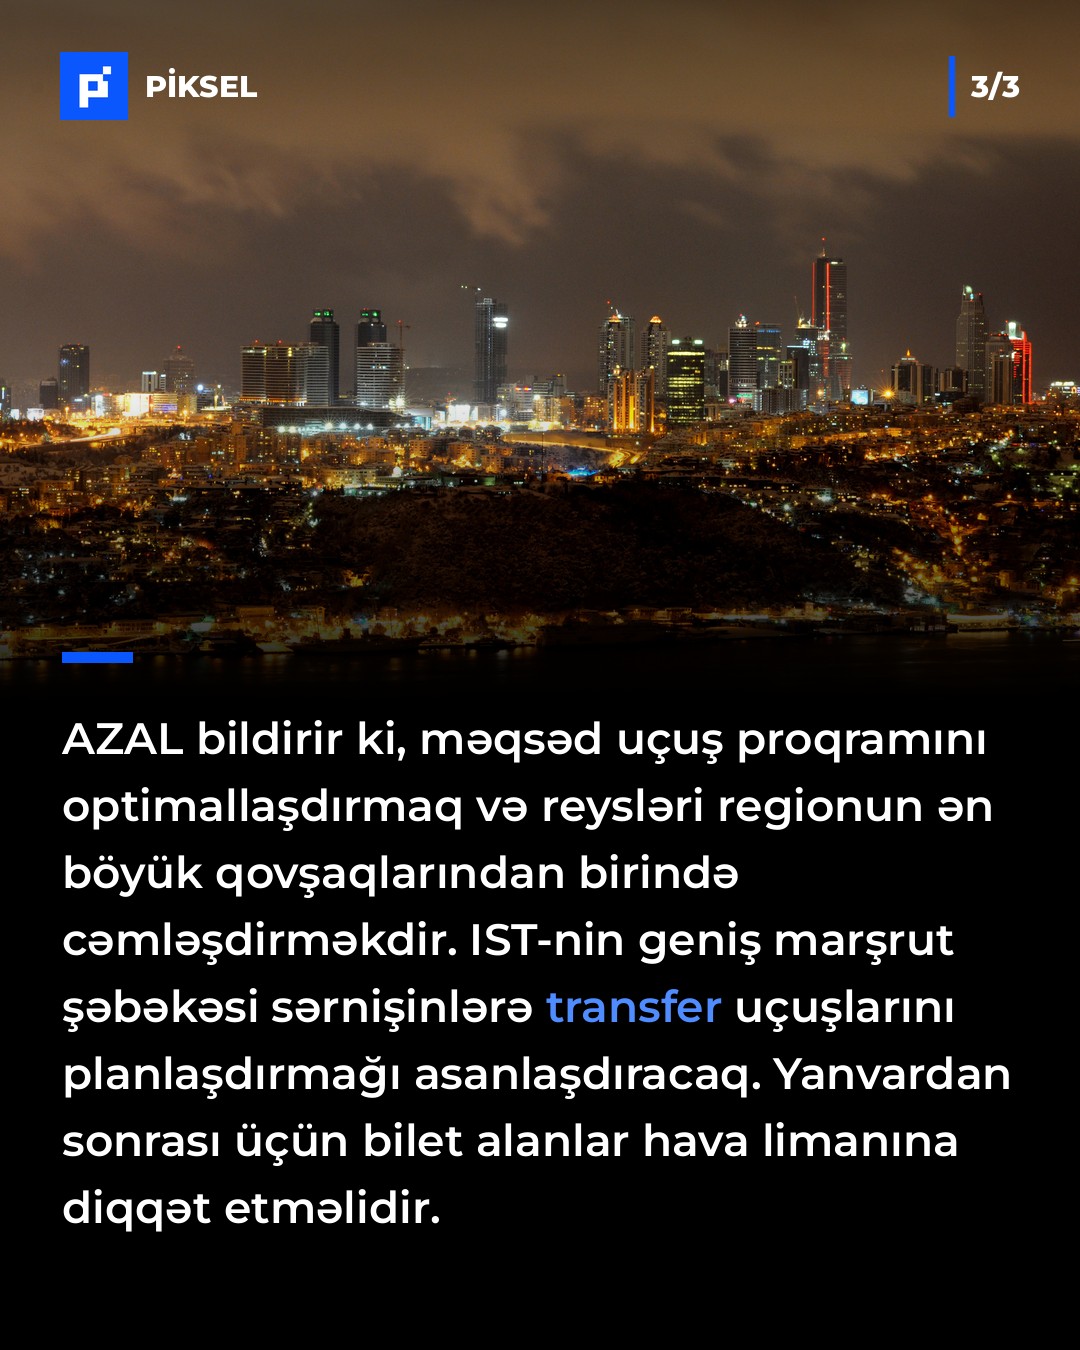 PİKSEL
3/3
AZAL bildirir ki, məqsəd uçuş proqramını
optimallaşdırmaq və reysləri regionun ən
böyük qovşaqlarından birində
cəmləşdirməkdir. IST-nin geniş marşrut
şəbəkəsi sərnişinlərə transfer uçuşlarını
planlaşdırmağı asanlaşdıracaq. Yanvardan
sonrası üçün bilet alanlar hava limanına
diqqət etməlidir.